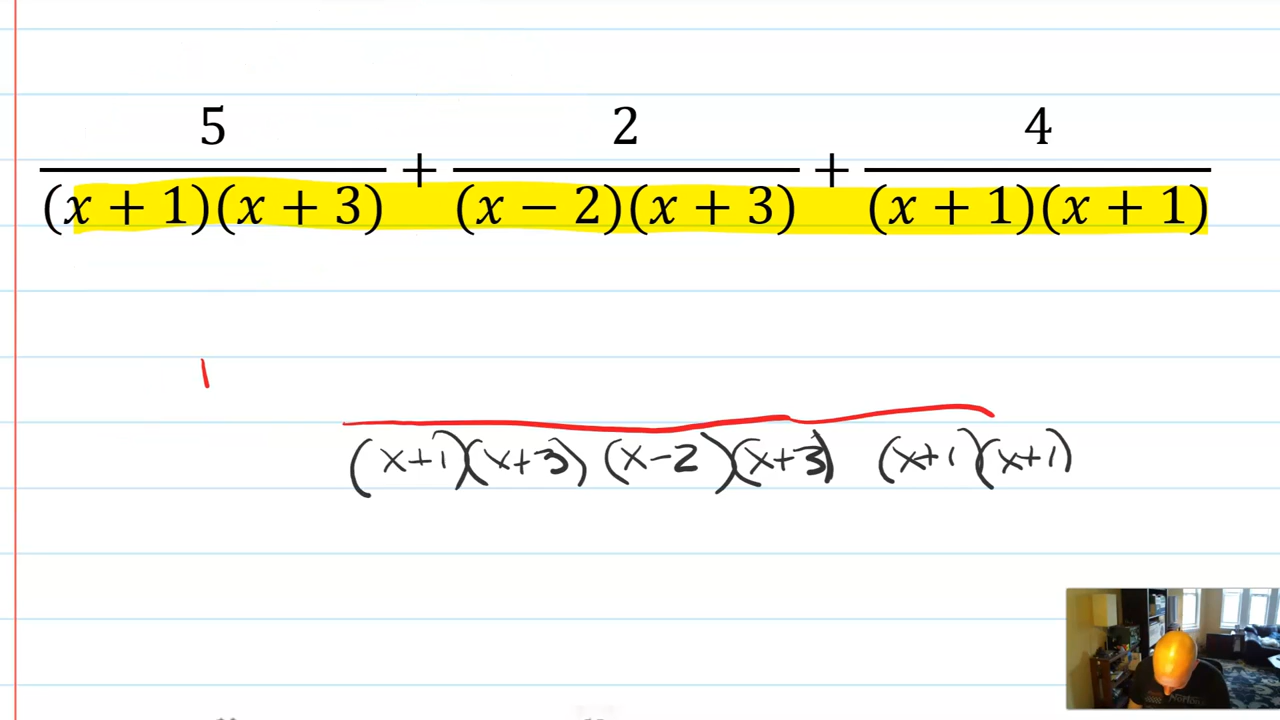 5 2 4
+ +
(x + 1)(x + 3) (x − 2)(x + 3) (x + 1)(x + 1)
(x+1)(x+3) (x-2)(x+3) (x+1)(x+1)